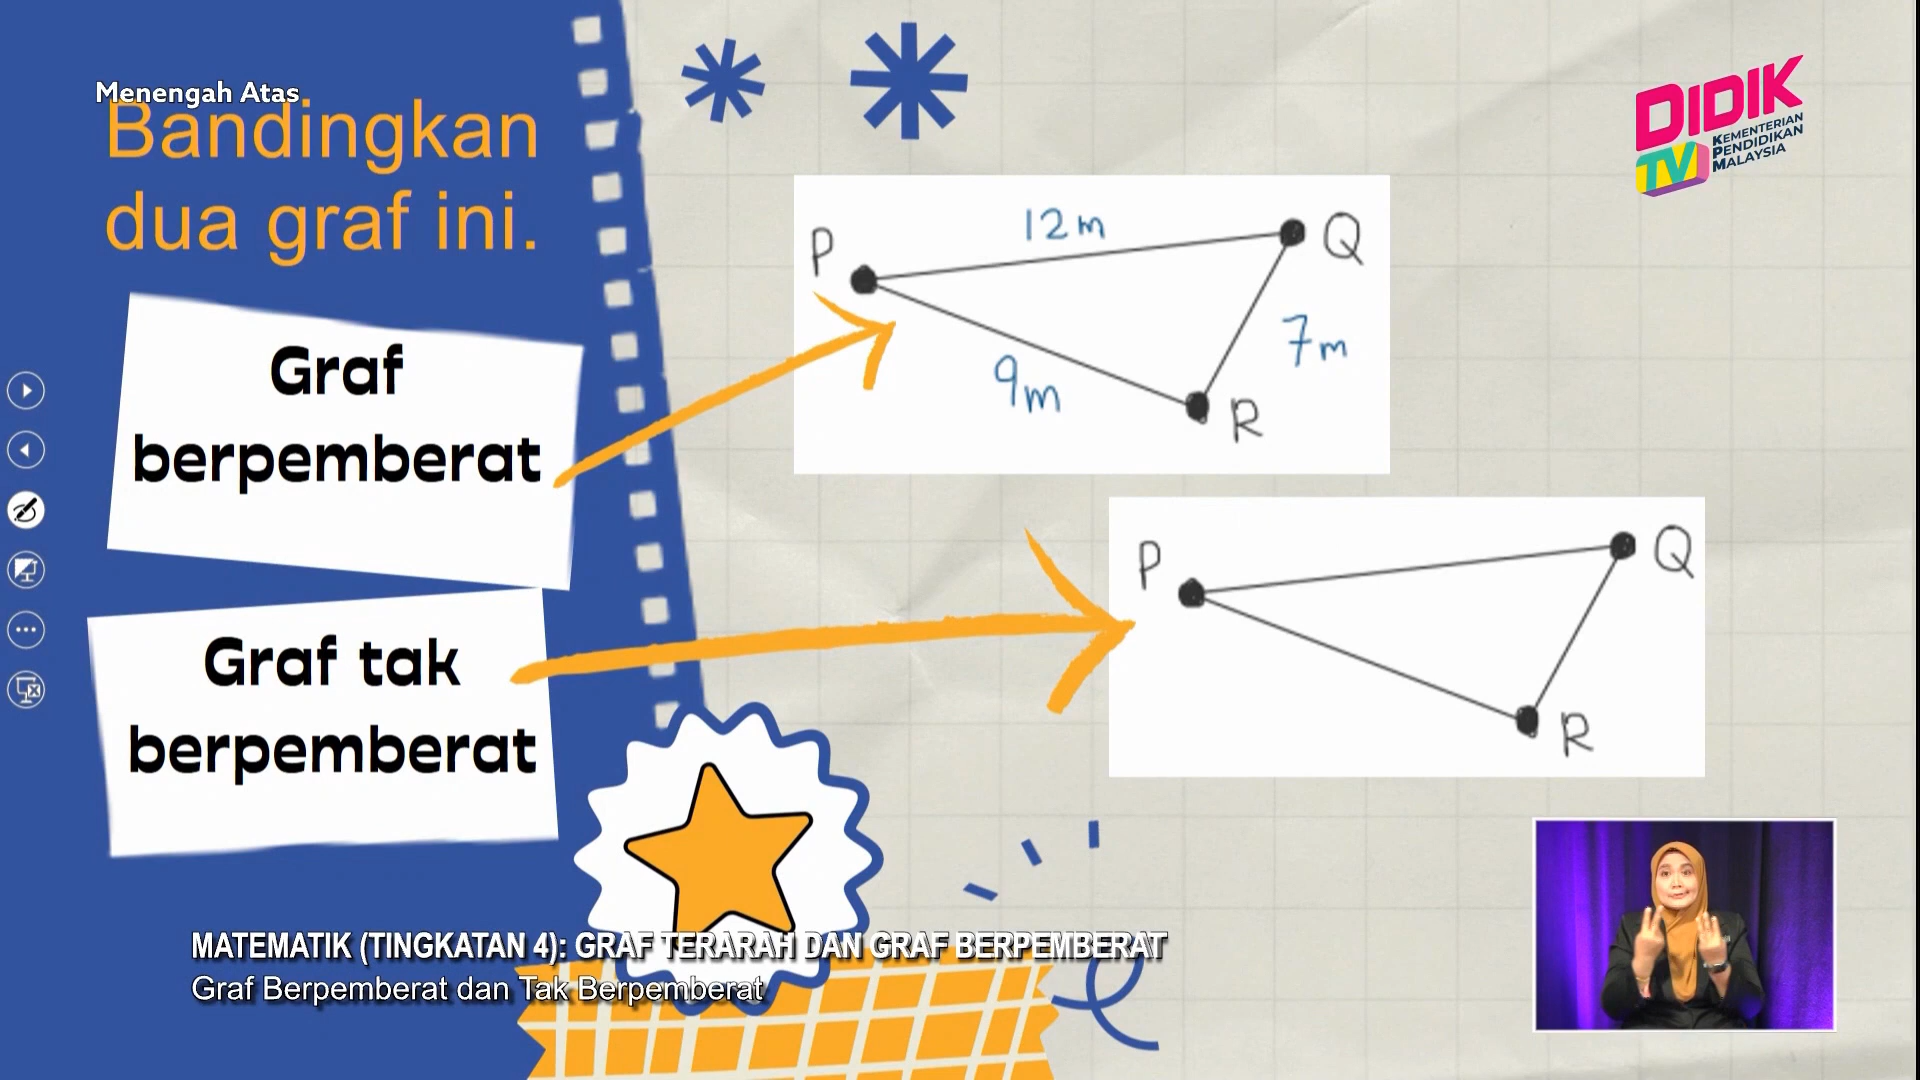 Menengah Atas
Bandingkan
dua graf ini.
DIDIK
TV
KEMENTERIAN
PENDIDIKAN
MALAYSIA
P
12m
Q
9m
7m
R
Graf
berpemberat
P
Q
R
Graf tak
berpemberat
MATEMATIK (TINGKATAN 4): GRAF TERARAH DAN GRAF BERPEMBERAT
Graf Berpemberat dan Tak Berpemberat